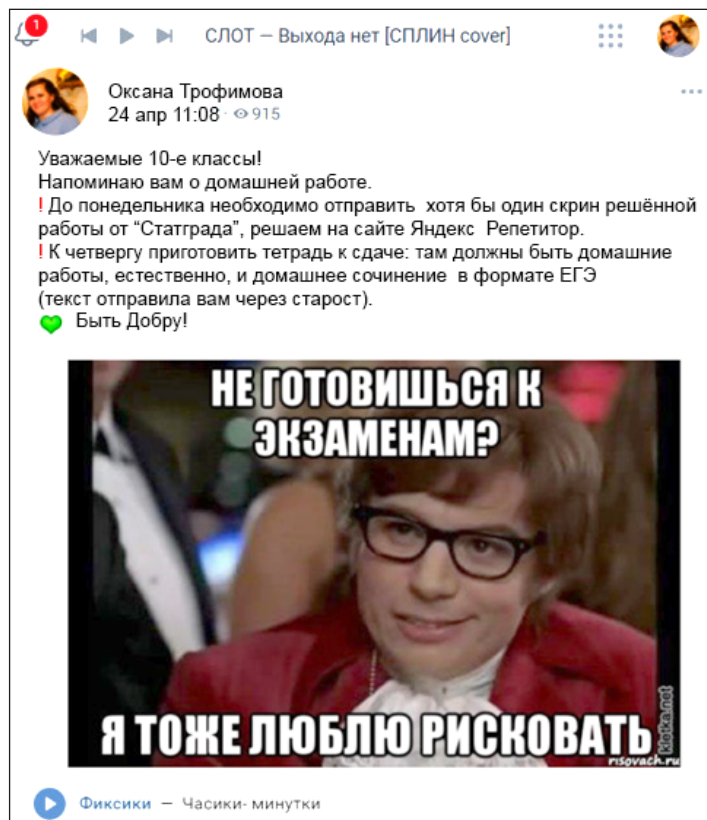 1
СЛОТ — Выхода нет [СПЛИН cover]
Оксана Трофимова
24 апр 11:08 · 915
Уважаемые 10-е классы!
Напоминаю вам о домашней работе.
! До понедельника необходимо отправить хотя бы один скрин решённой
работы от “Статграда”, решаем на сайте Яндекс Репетитор.
! К четвергу приготовить тетрадь к сдаче: там должны быть домашние
работы, естественно, и домашнее сочинение в формате ЕГЭ
(текст отправила вам через старост).
Быть Добру!
НЕ ГОТОВИШЬСЯ К
ЭКЗАМЕНАМ?
Я ТОЖЕ ЛЮБЛЮ РИСКОВАТЬ
kletka.net
risovach.ru
Фиксики — Часики- минутки